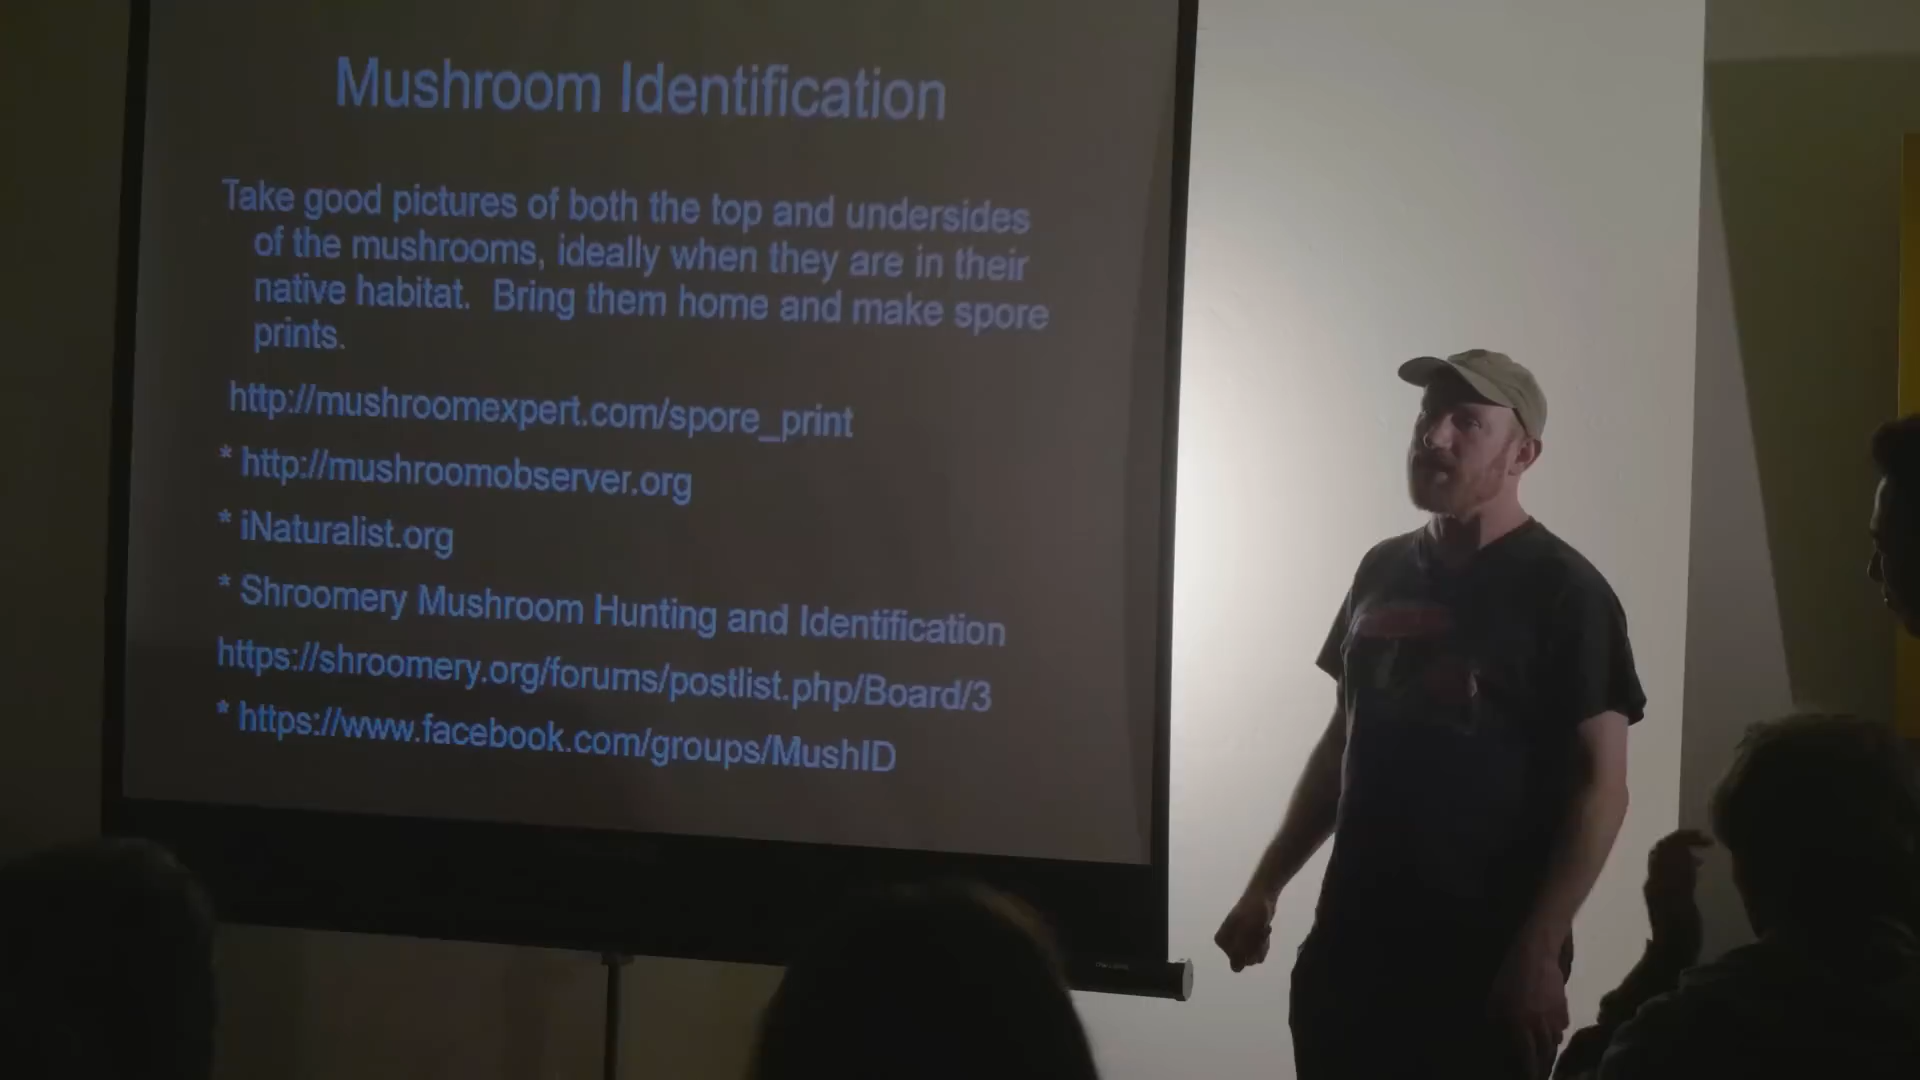 Mushroom Identification
Take good pictures of both the top and undersides
of the mushrooms, ideally when they are in their
native habitat. Bring them home and make spore
prints.
http://mushroomexpert.com/spore_print
* http://mushroomobserver.org
* iNaturalist.org
* Shroomery Mushroom Hunting and Identification
https://shroomery.org/forums/postlist.php/Board/3
* https://www.facebook.com/groups/MushID